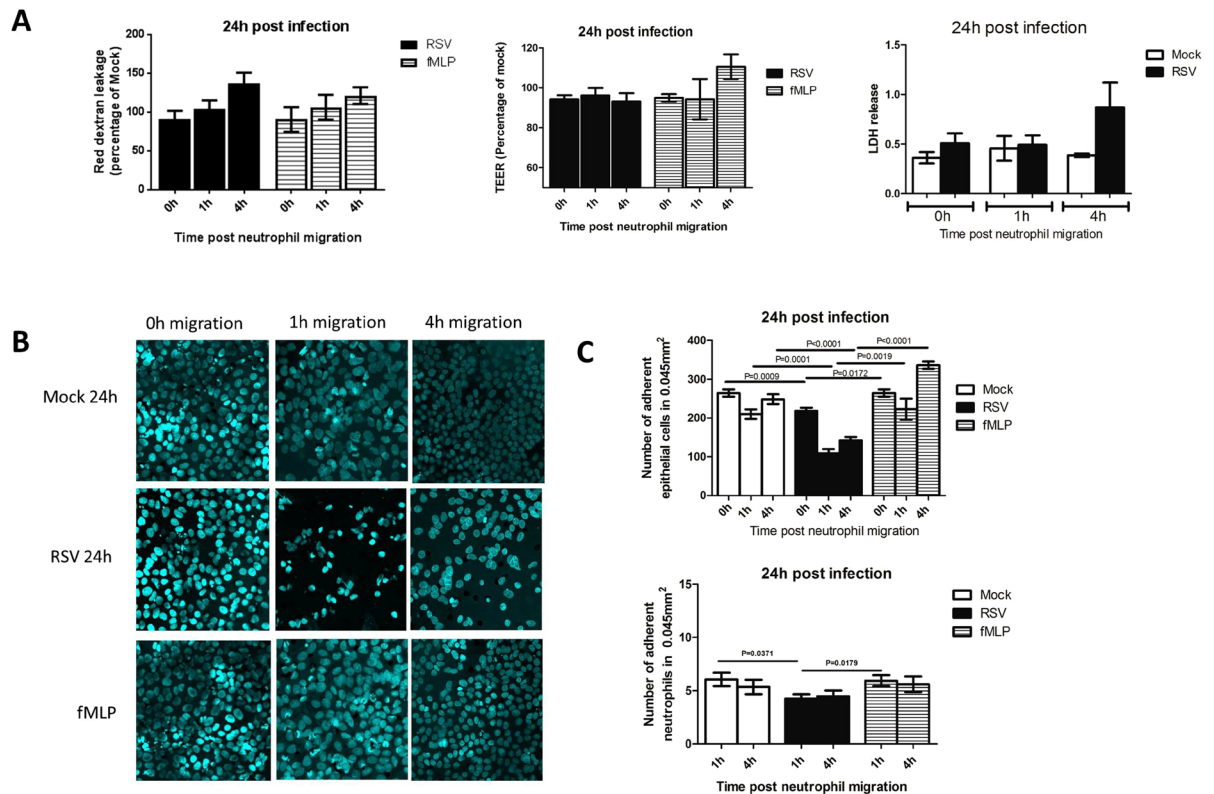 A
24h post infection
Red dextran leakage
(percentage of Mock)
200
150
100
50
0
0h 1h 4h 0h 1h 4h
Time post neutrophil migration
RSV
fMLP
24h post infection
TEER (Percentage of mock)
120
100
80
60
0h 1h 4h 0h 1h 4h
Time post neutrophil migration
RSV
fMLP
24h post infection
LDH release
1.5
1.0
0.5
0.0
0h 1h 4h
Time post neutrophil migration
Mock
RSV
B
0h migration 1h migration 4h migration
Mock 24h
RSV 24h
fMLP
C
24h post infection
Number of adherent
epithelial cells in 0.045mm²
400
300
200
100
0
P<0.0001 P<0.0001
P=0.0001 P=0.0019
P=0.0009 P=0.0172
0h 1h 4h 0h 1h 4h 0h 1h 4h
Time post neutrophil migration
Mock
RSV
fMLP
24h post infection
Number of adherent
neutrophils in 0.045mm²
15
10
5
0
P=0.0371
P=0.0179
1h 4h 1h 4h 1h 4h
Time post neutrophil migration
Mock
RSV
fMLP